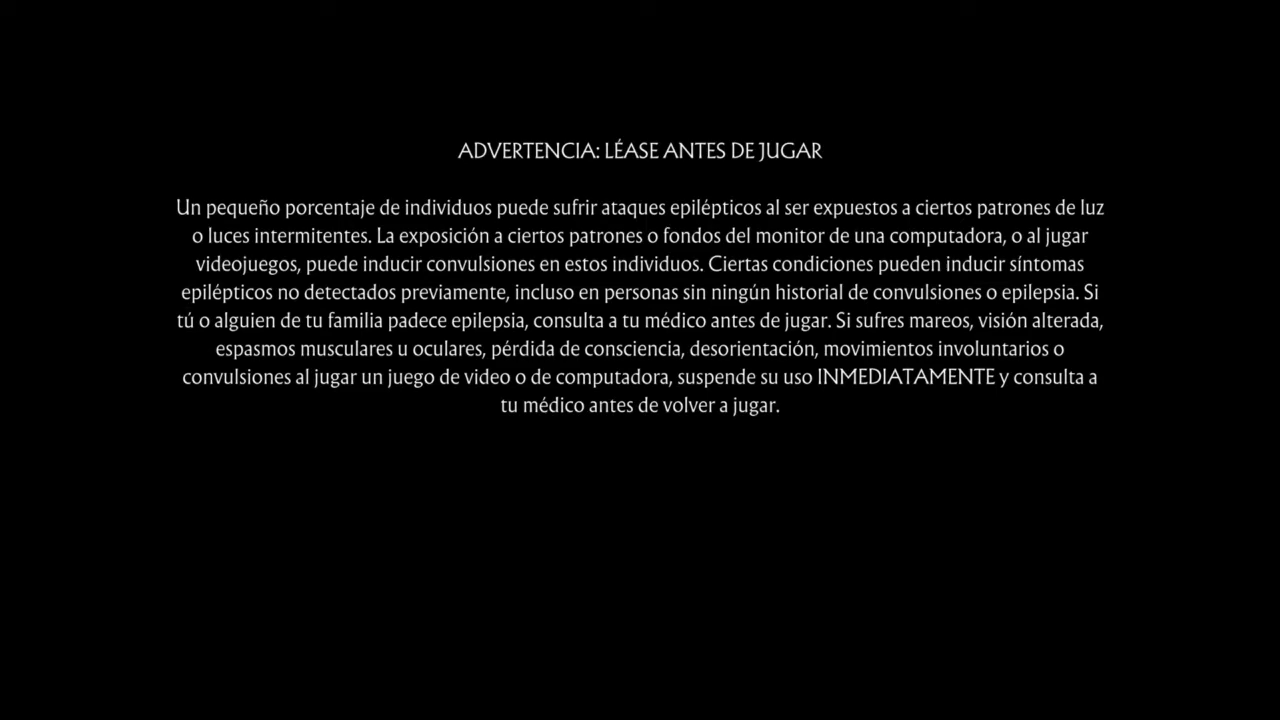 ADVERTENCIA: LÉASE ANTES DE JUGAR
Un pequeño porcentaje de individuos puede sufrir ataques epilépticos al ser expuestos a ciertos patrones de luz
o luces intermitentes. La exposición a ciertos patrones o fondos del monitor de una computadora, o al jugar
videojuegos, puede inducir convulsiones en estos individuos. Ciertas condiciones pueden inducir síntomas
epilépticos no detectados previamente, incluso en personas sin ningún historial de convulsiones o epilepsia. Si
tú o alguien de tu familia padece epilepsia, consulta a tu médico antes de jugar. Si sufres mareos, visión alterada,
espasmos musculares u oculares, pérdida de consciencia, desorientación, movimientos involuntarios o
convulsiones al jugar un juego de video o de computadora, suspende su uso INMEDIATAMENTE y consulta a
tu médico antes de volver a jugar.